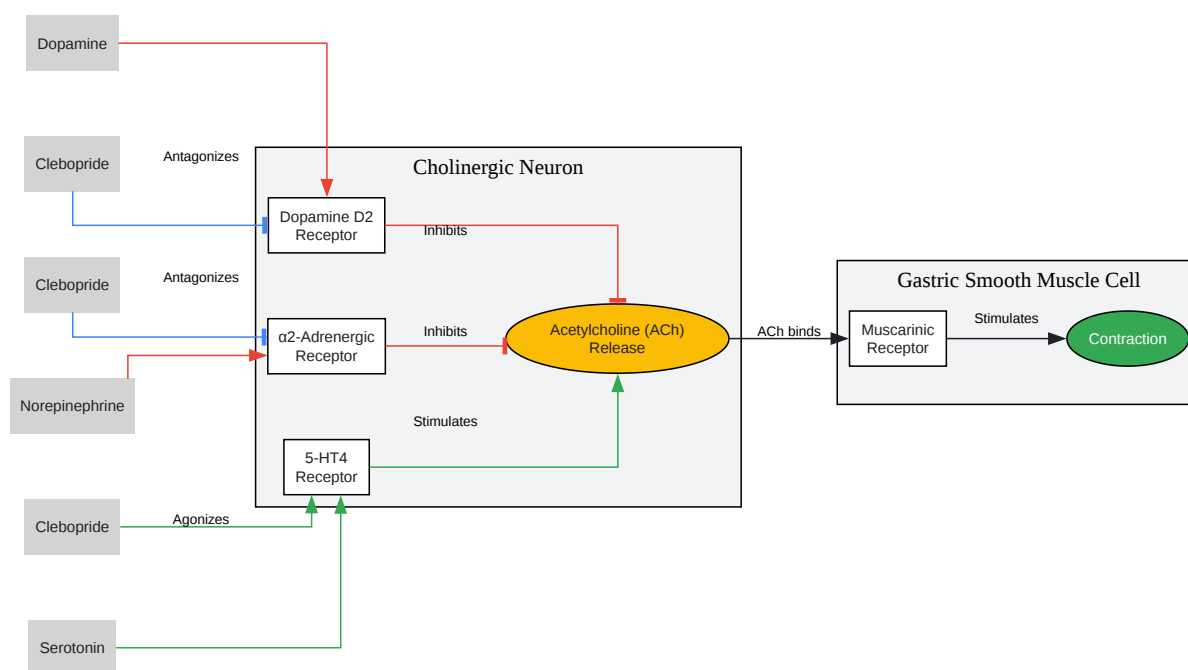 Dopamine
Clebopride
Antagonizes
Cholinergic Neuron
Dopamine D2
Receptor
Inhibits
Clebopride
Antagonizes
Gastric Smooth Muscle Cell
α2-Adrenergic
Receptor
Inhibits
Acetylcholine (ACh)
Release
ACh binds
Muscarinic
Receptor
Stimulates
Contraction
Norepinephrine
Stimulates
5-HT4
Receptor
Clebopride
Agonizes
Serotonin